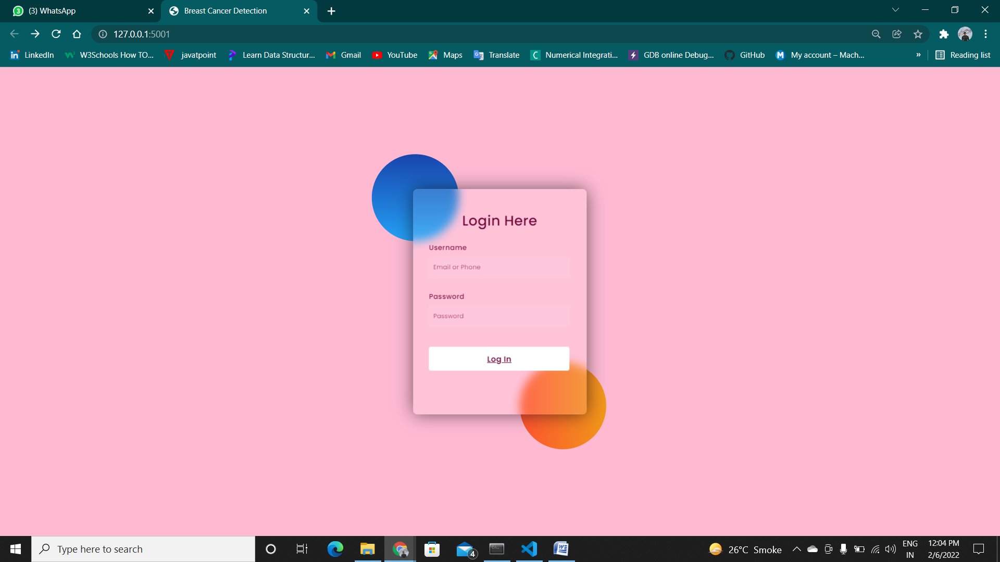 3 (3) WhatsApp
Breast Cancer Detection
127.0.0.1:5001
in LinkedIn W3Schools How TO... javatpoint Learn Data Structur... Gmail YouTube Maps Translate C Numerical Integrati... GDB online Debug... GitHub M My account – Mach... » Reading list
Login Here
Username
Email or Phone
Password
Password
Log In
Type here to search
4
26°C Smoke
ENG
IN
12:04 PM
2/6/2022